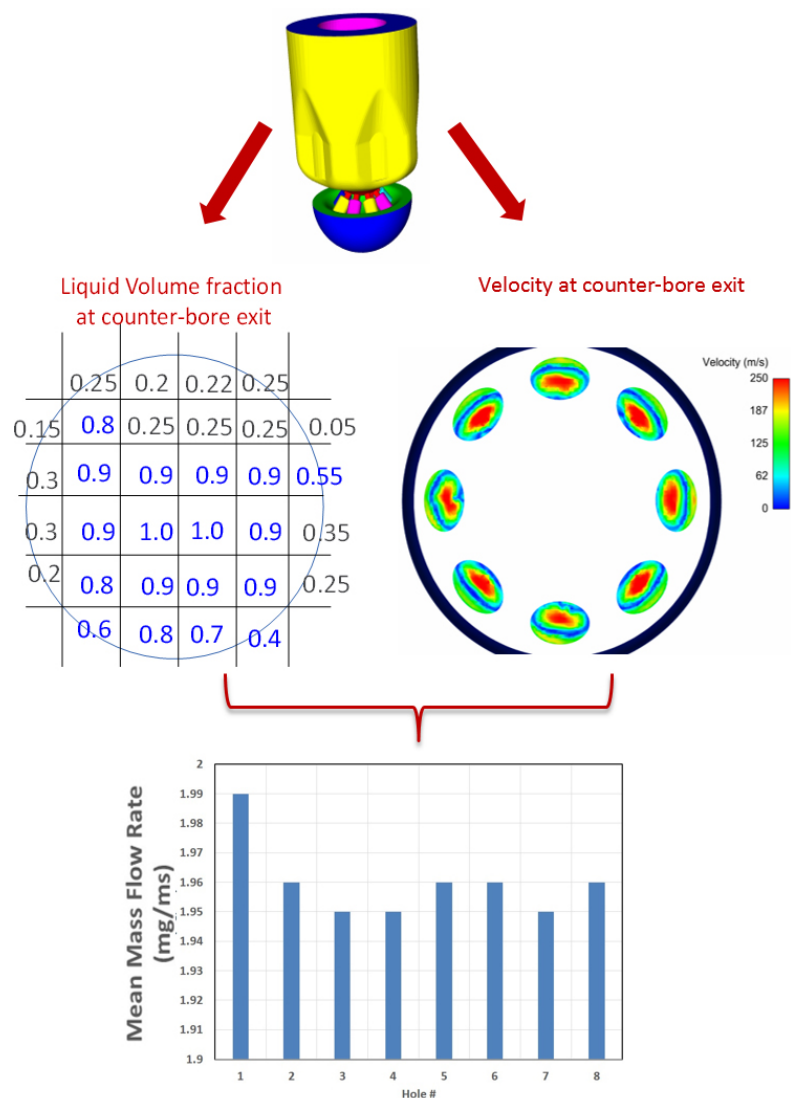 Liquid Volume fraction
at counter-bore exit
Velocity at counter-bore exit
0.25 0.2 0.22 0.25
0.15 0.8 0.25 0.25 0.25 0.05
0.3 0.9 0.9 0.9 0.9 0.55
0.3 0.9 1.0 1.0 0.9 0.35
0.2 0.8 0.9 0.9 0.9 0.25
0.6 0.8 0.7 0.4
Velocity (m/s)
250
187
125
62
0
Mean Mass Flow Rate
(mg/ms)
2
1.99
1.98
1.97
1.96
1.95
1.94
1.93
1.92
1.91
1.9
1 2 3 4 5 6 7 8
Hole #